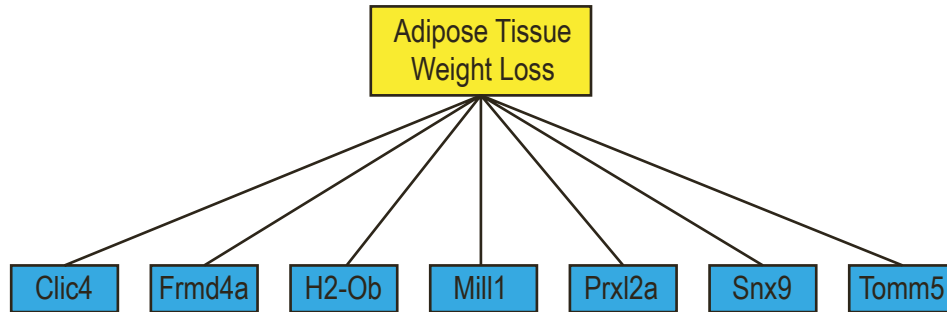 Adipose Tissue
Weight Loss
Clic4
Frmd4a
H2-Ob
Mill1
Prxl2a
Snx9
Tomm5